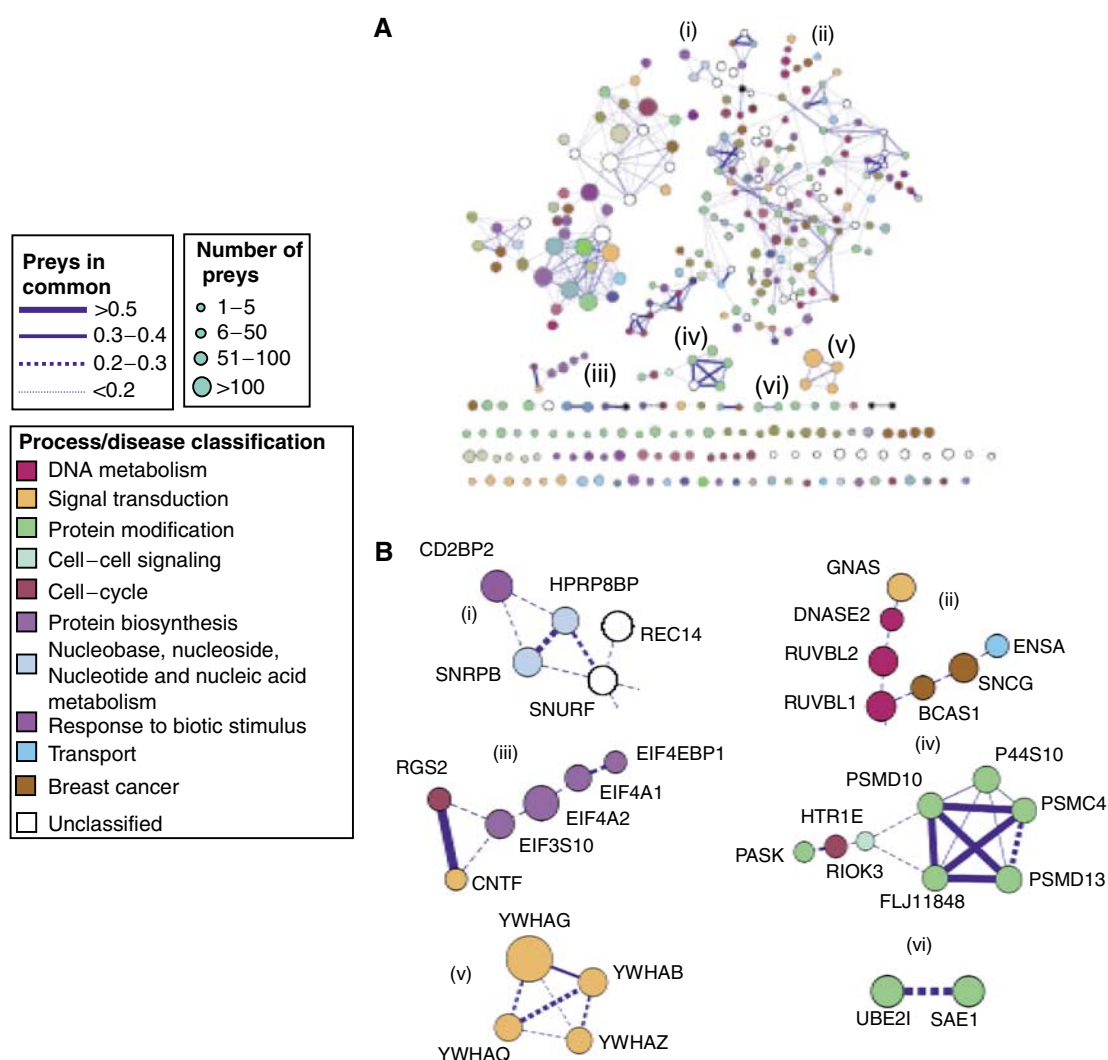 A
(i)
(ii)
(iii)
(iv)
(v)
(vi)
Preys in
common
>0.5
0.3–0.4
0.2–0.3
<0.2
Number of
preys
1–5
6–50
51–100
>100
Process/disease classification
DNA metabolism
Signal transduction
Protein modification
Cell–cell signaling
Cell–cycle
Protein biosynthesis
Nucleobase, nucleoside,
Nucleotide and nucleic acid
metabolism
Response to biotic stimulus
Transport
Breast cancer
Unclassified
B
CD2BP2
HPRP8BP
(i)
REC14
SNRPB
SNURF
GNAS
(ii)
DNASE2
RUVBL2
ENSA
SNCG
RUVBL1
BCAS1
(iii)
EIF4EBP1
RGS2
EIF4A1
EIF4A2
EIF3S10
CNTF
(iv)
P44S10
PSMD10
PSMC4
HTR1E
PASK
RIOK3
PSMD13
FLJ11848
YWHAG
(v)
YWHAB
YWHAQ
YWHAZ
(vi)
UBE2I
SAE1